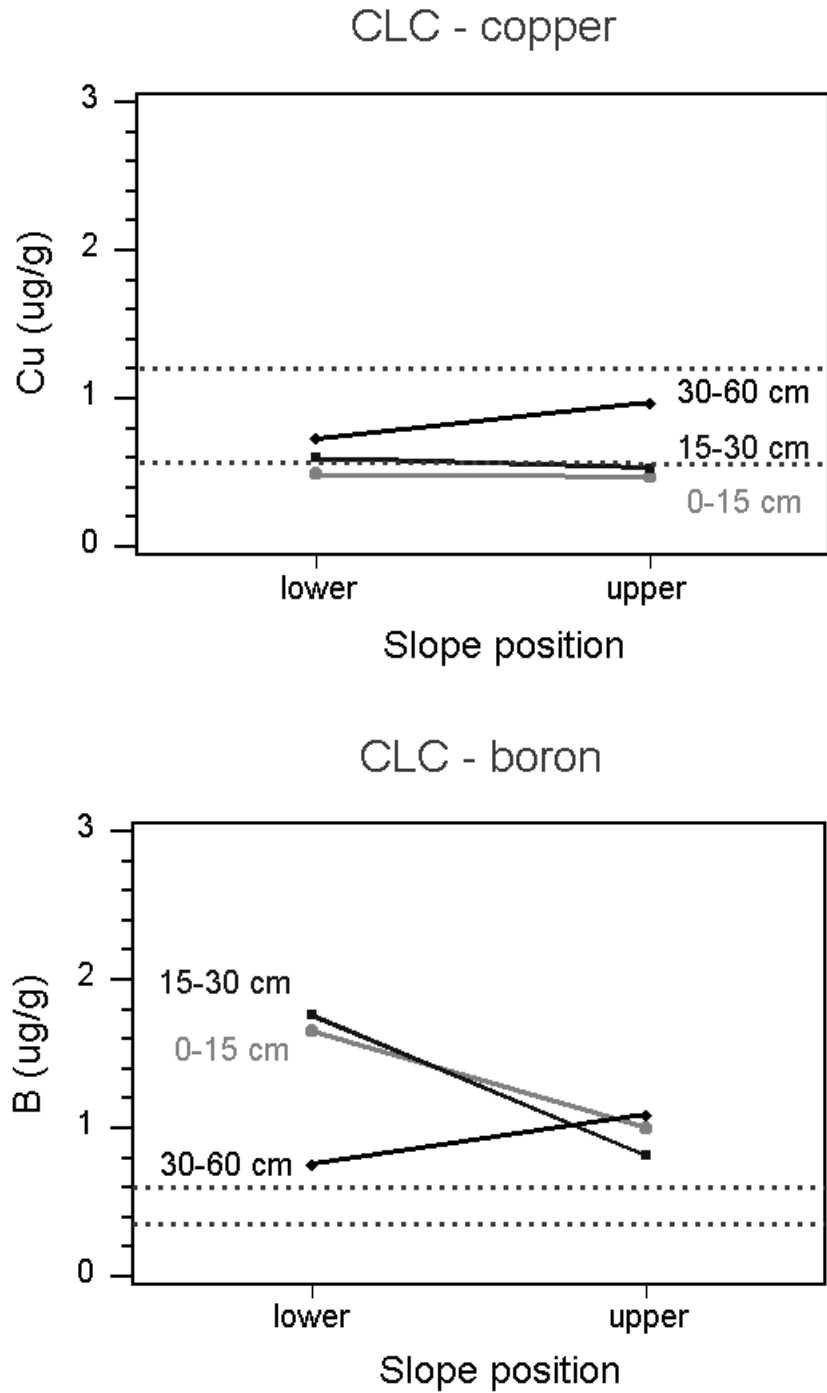 CLC - copper
3
2
1
0
Cu (ug/g)
30-60 cm
15-30 cm
0-15 cm
lower upper
Slope position
CLC - boron
3
2
1
0
B (ug/g)
15-30 cm
0-15 cm
30-60 cm
lower upper
Slope position